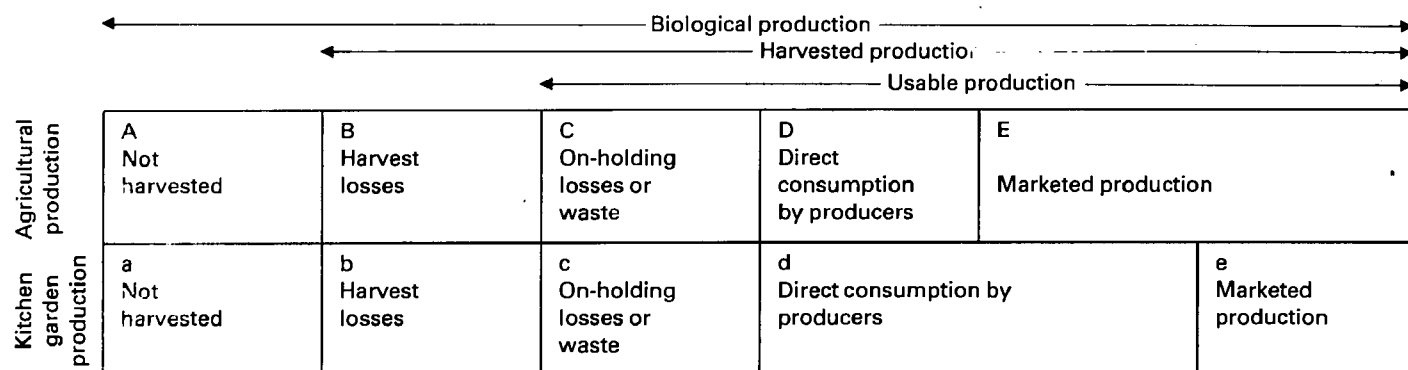 Biological production
Harvested production
Usable production
Agricultural
production
A
Not
harvested
B
Harvest
losses
C
On-holding
losses or
waste
D
Direct
consumption
by producers
E
Marketed production
Kitchen
garden
production
a
Not
harvested
b
Harvest
losses
c
On-holding
losses or
waste
d
Direct consumption by
producers
e
Marketed
production